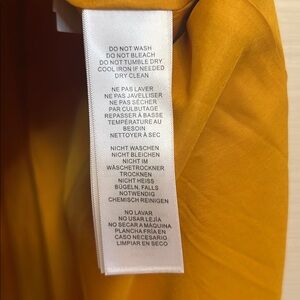 DO NOT WASH
DO NOT BLEACH
DO NOT TUMBLE DRY
COOL IRON IF NEEDED
DRY CLEAN
NE PAS LAVER
NE PAS JAVELLISER
NE PAS SÉCHER
PAR CULBUTAGE
REPASSER À BASSE
TEMPÉRATURE AU
BESOIN
NETTOYER À SEC
NICHT WASCHEN
NICHT BLEICHEN
NICHT IM
WÄSCHETROCKNER
TROCKNEN
NICHT HEISS
BÜGELN, FALLS
NOTWENDIG
CHEMISCH REINIGEN
NO LAVAR
NO USAR LEJÍA
NO SECAR A MÁQUINA
PLANCHA FRÍA EN
CASO NECESARIO
LIMPIAR EN SECO